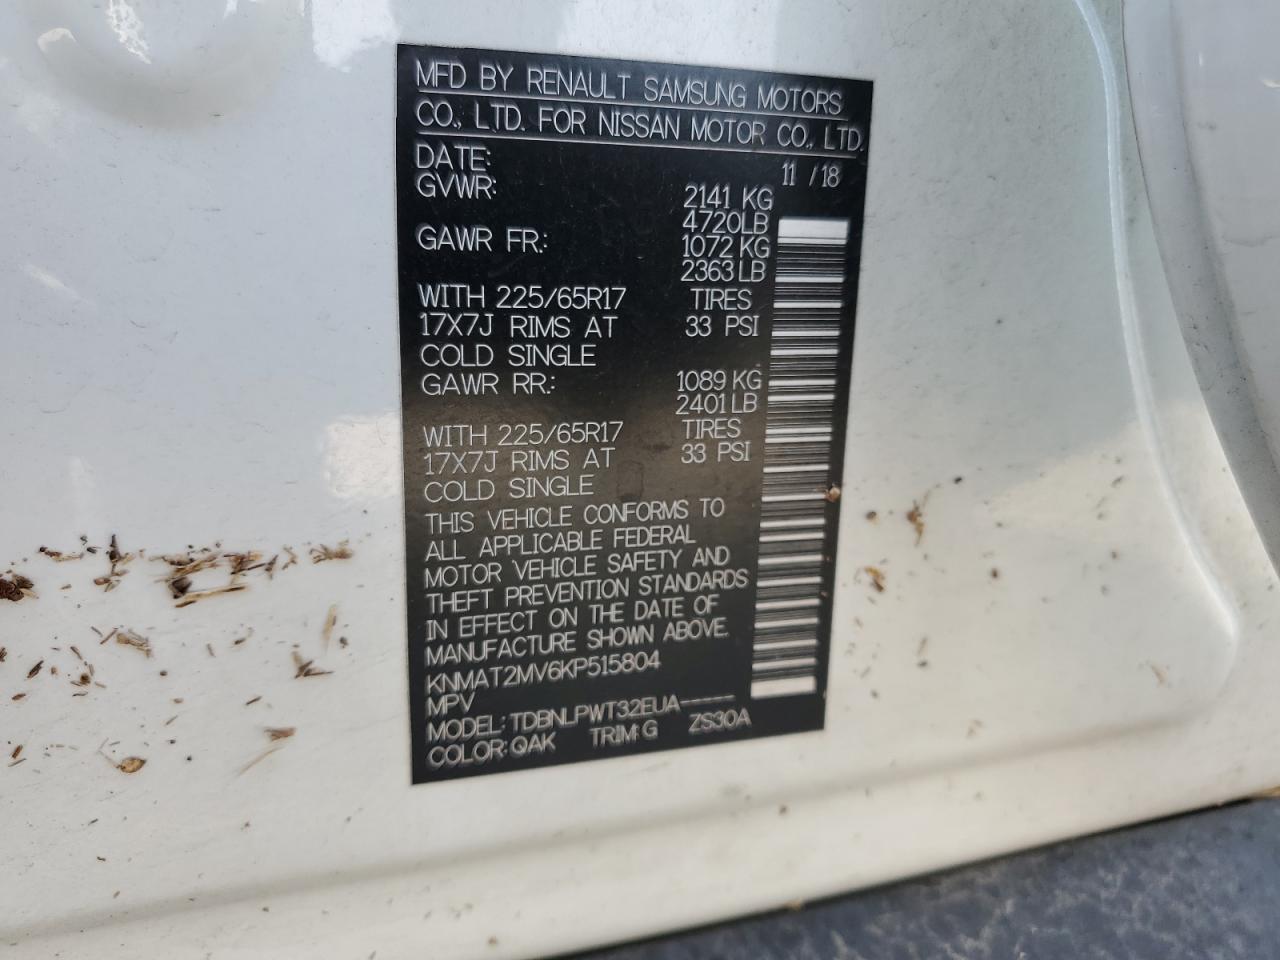 MFD BY RENAULT SAMSUNG MOTORS
CO., LTD. FOR NISSAN MOTOR CO., LTD.
DATE: 11 / 18
GVWR: 2141 KG
4720LB
GAWR FR.: 1072 KG
2363 LB
WITH 225/65R17 TIRES
17X7J RIMS AT 33 PSI
COLD SINGLE
GAWR RR.: 1089 KG
2401 LB
WITH 225/65R17 TIRES
17X7J RIMS AT 33 PSI
COLD SINGLE
THIS VEHICLE CONFORMS TO
ALL APPLICABLE FEDERAL
MOTOR VEHICLE SAFETY AND
THEFT PREVENTION STANDARDS
IN EFFECT ON THE DATE OF
MANUFACTURE SHOWN ABOVE.
KNMAT2MV6KP515804
MPV
MODEL: TDBNLPWT32EUA-----
COLOR: QAK TRIM: G ZS30A